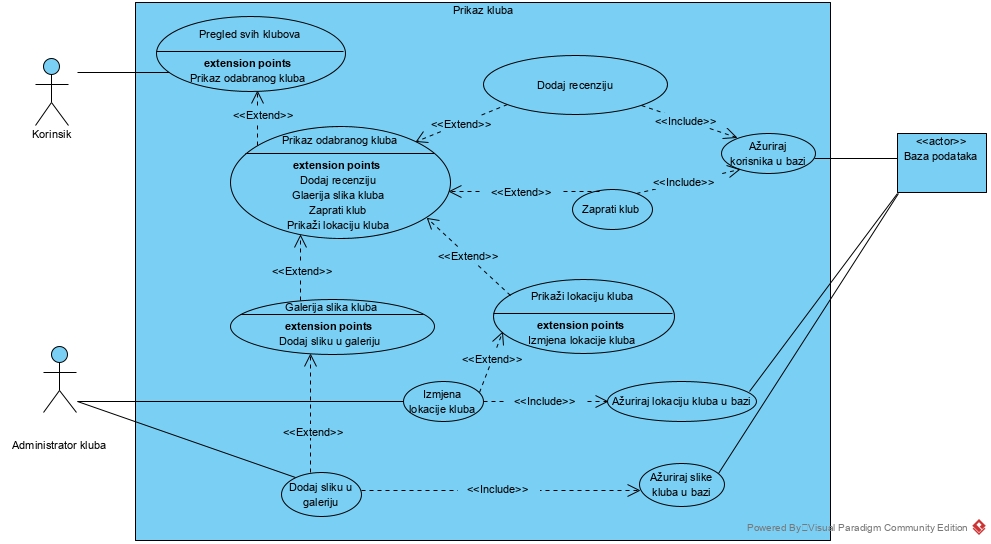 Prikaz kluba
Pregled svih klubova
extension points
Prikaz odabranog kluba
Korinsik
<<Extend>>
Dodaj recenziju
<<Extend>>
<<Include>>
Prikaz odabranog kluba
extension points
Dodaj recenziju
Glaerija slika kluba
Zaprati klub
Prikaži lokaciju kluba
Ažuriraj
korisnika u bazi
<<actor>>
Baza podataka
<<Extend>>
<<Include>>
Zaprati klub
<<Extend>>
<<Extend>>
Galerija slika kluba
extension points
Dodaj sliku u galeriju
Prikaži lokaciju kluba
extension points
Izmjena lokacije kluba
<<Extend>>
Izmjena
lokacije kluba
<<Include>>
Ažuriraj lokaciju kluba u bazi
Administrator kluba
<<Extend>>
Dodaj sliku u
galeriju
<<Include>>
Ažuriraj slike
kluba u bazi
Powered By Visual Paradigm Community Edition